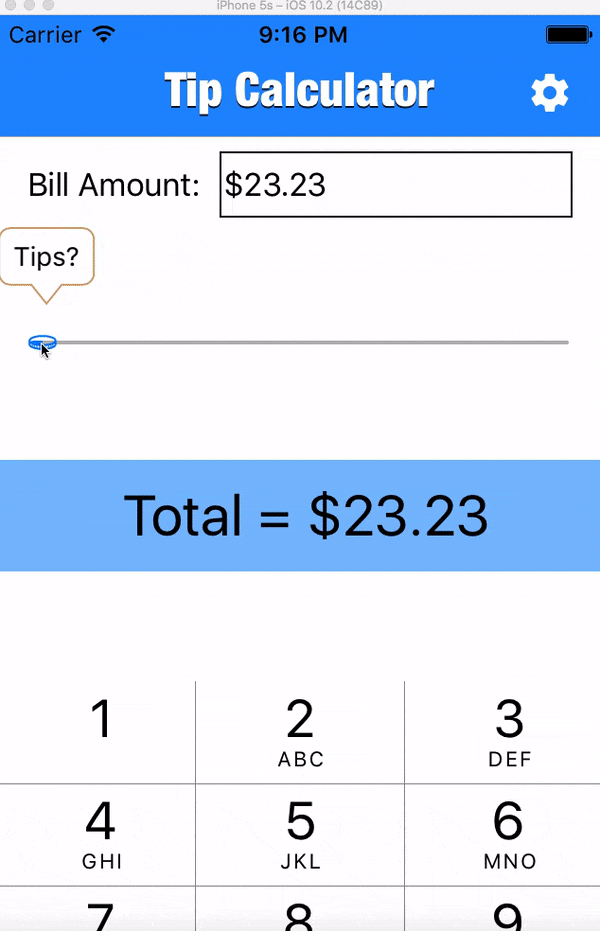 iPhone 5s – iOS 10.2 (14C89)
Carrier 9:16 PM
Tip Calculator
Bill Amount: $23.23
Tips?
Total = $23.23
1 2 3
ABC DEF
4 5 6
GHI JKL MNO
7 8 9